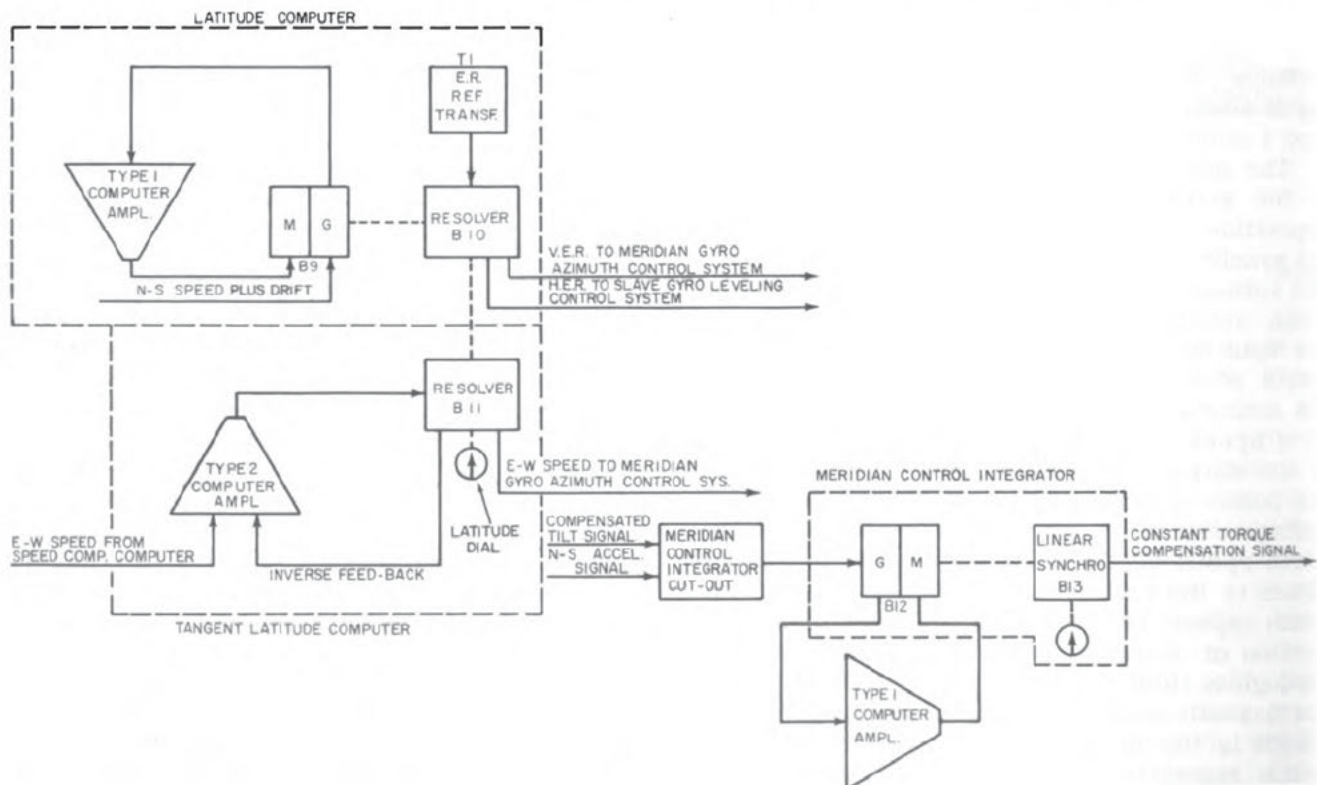 LATITUDE COMPUTER
T1
E.R.
REF
TRANSF.
TYPE 1
COMPUTER
AMPL.
M G
B9
RESOLVER
B 10
N-S SPEED PLUS DRIFT
V.E.R. TO MERIDIAN GYRO
AZIMUTH CONTROL SYSTEM
H.E.R. TO SLAVE GYRO LEVELING
CONTROL SYSTEM
RESOLVER
B 11
TYPE 2
COMPUTER
AMPL
E-W SPEED FROM
SPEED COMP. COMPUTER
INVERSE FEED-BACK
LATITUDE
DIAL
E-W SPEED TO MERIDIAN
GYRO AZIMUTH CONTROL SYS.
TANGENT LATITUDE COMPUTER
COMPENSATED
TILT SIGNAL
N-S ACCEL.
SIGNAL
MERIDIAN
CONTROL
INTEGRATOR
CUT-OUT
MERIDIAN CONTROL INTEGRATOR
G M
B12
LINEAR
SYNCHRO
B13
CONSTANT TORQUE
COMPENSATION SIGNAL
TYPE 1
COMPUTER
AMPL.